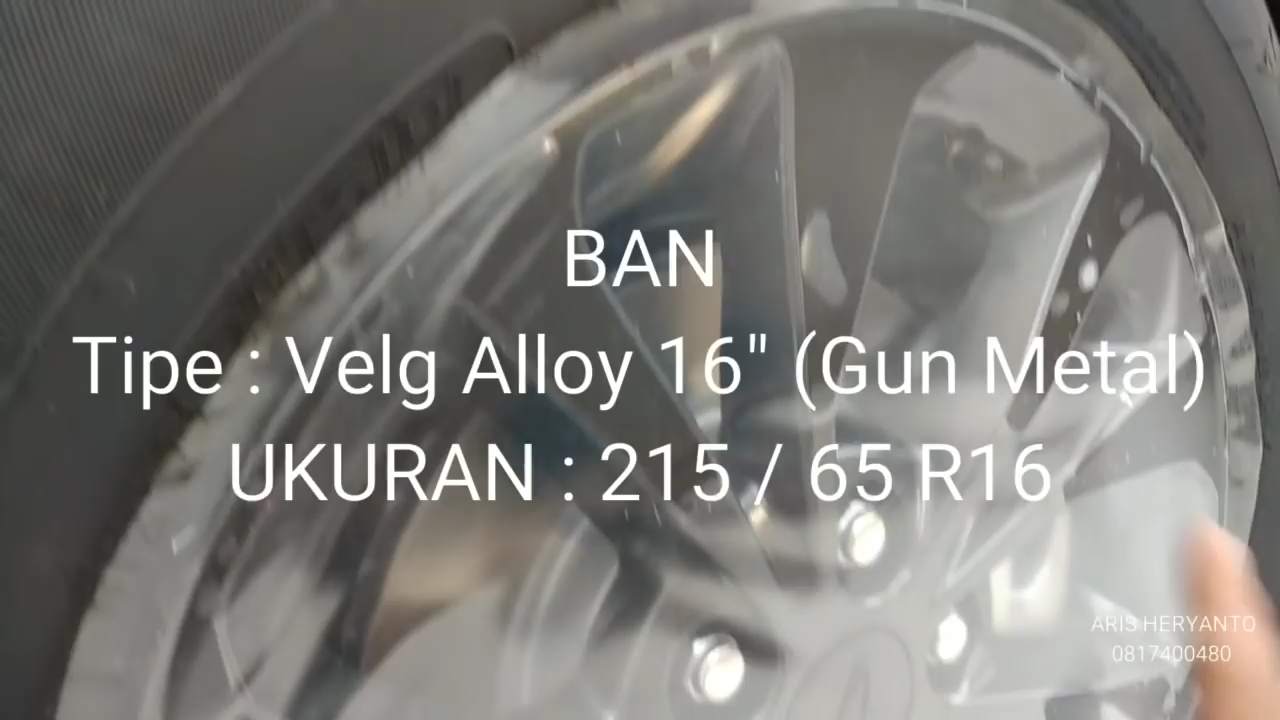 BAN
Tipe : Velg Alloy 16" (Gun Metal)
UKURAN : 215 / 65 R16
ARIS HERYANTO
0817400480